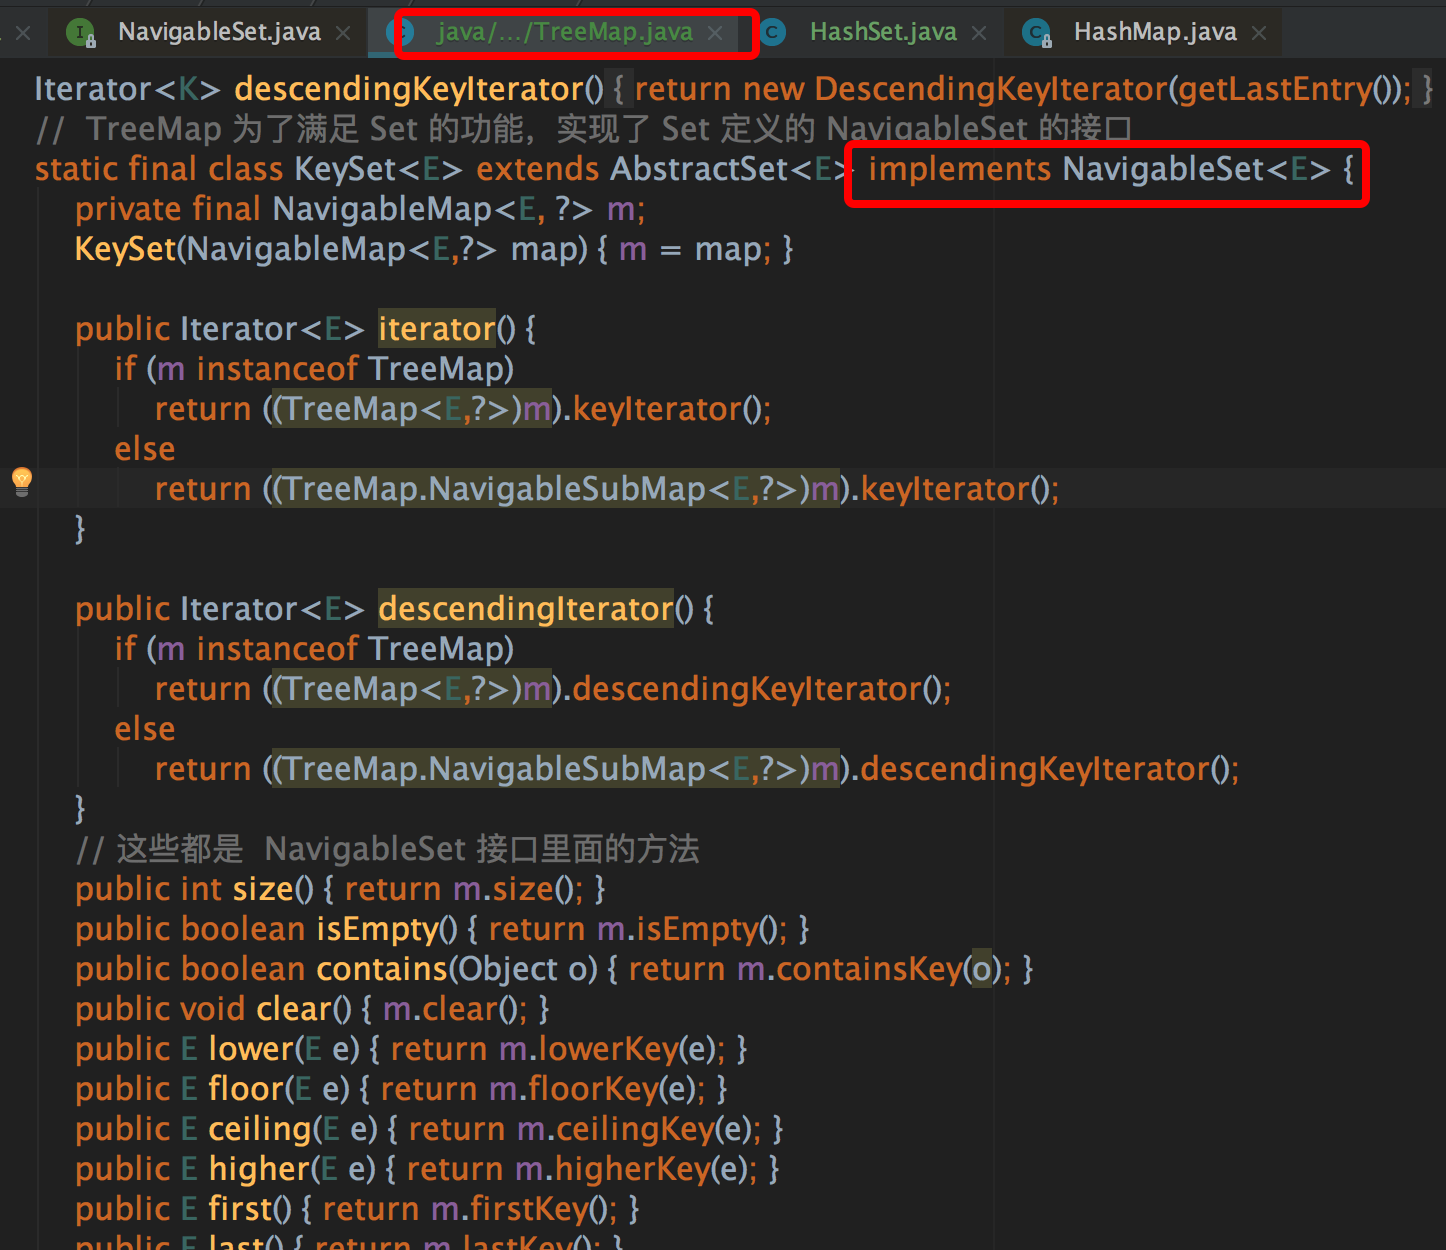 NavigableSet.java java/.../TreeMap.java HashSet.java HashMap.java
Iterator<K> descendingKeyIterator() { return new DescendingKeyIterator(getLastEntry()); }
// TreeMap 为了满足 Set 的功能，实现了 Set 定义的 NavigableSet 的接口
static final class KeySet<E> extends AbstractSet<E> implements NavigableSet<E> {
private final NavigableMap<E, ?> m;
KeySet(NavigableMap<E,?> map) { m = map; }
public Iterator<E> iterator() {
if (m instanceof TreeMap)
return ((TreeMap<E,?>)m).keyIterator();
else
return ((TreeMap.NavigableSubMap<E,?>)m).keyIterator();
}
public Iterator<E> descendingIterator() {
if (m instanceof TreeMap)
return ((TreeMap<E,?>)m).descendingKeyIterator();
else
return ((TreeMap.NavigableSubMap<E,?>)m).descendingKeyIterator();
}
// 这些都是 NavigableSet 接口里面的方法
public int size() { return m.size(); }
public boolean isEmpty() { return m.isEmpty(); }
public boolean contains(Object o) { return m.containsKey(o); }
public void clear() { m.clear(); }
public E lower(E e) { return m.lowerKey(e); }
public E floor(E e) { return m.floorKey(e); }
public E ceiling(E e) { return m.ceilingKey(e); }
public E higher(E e) { return m.higherKey(e); }
public E first() { return m.firstKey(); }
public E last() { return m.lastKey(); }